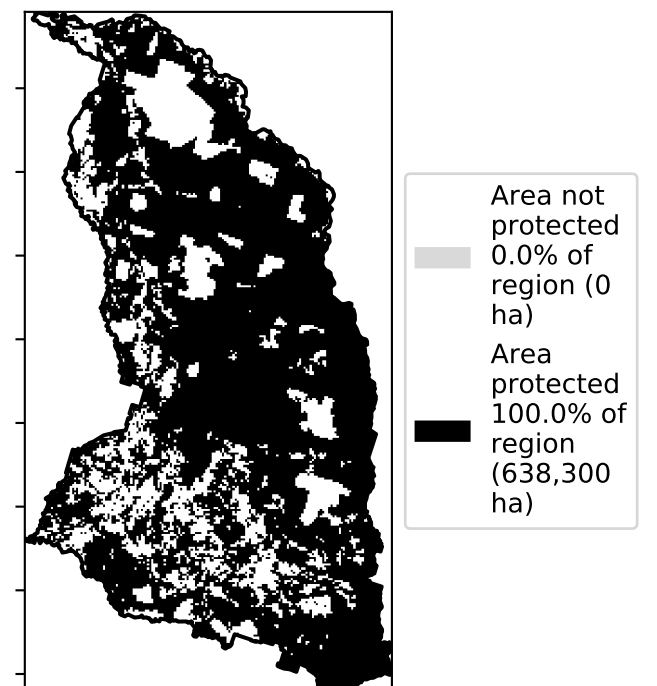 Area not
protected
0.0% of
region (0
ha)
Area
protected
100.0% of
region
(638,300
ha)